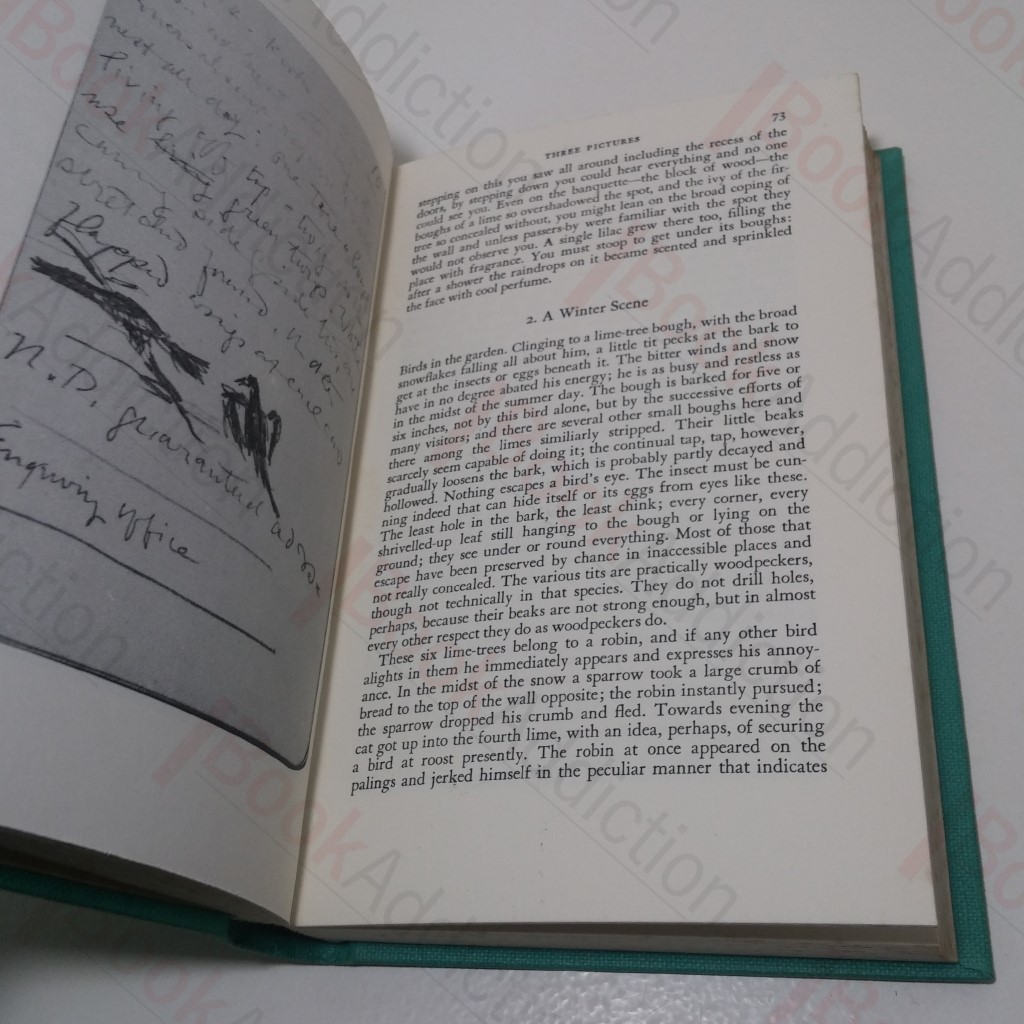 nest all day.
living
use
green
stretched
flapped wings
N.D. guaranteed
Engraving Office
THREE PICTURES 73
stepping on this you saw all around including the recess of the
doors, by stepping down you could hear everything and no one
could see you. Even on the banquette—the block of wood—the
boughs of a lime so overshadowed the spot, and the ivy of the fir-
tree so concealed without, you might lean on the broad coping of
the wall and unless passers-by were familiar with the spot they
would not observe you. A single lilac grew there too, filling the
place with fragrance. You must stoop to get under its boughs:
after a shower the raindrops on it became scented and sprinkled
the face with cool perfume.
2. A Winter Scene
Birds in the garden. Clinging to a lime-tree bough, with the broad
snowflakes falling all about him, a little tit pecks at the bark to
get at the insects or eggs beneath it. The bitter winds and snow
have in no degree abated his energy; he is as busy and restless as
in the midst of the summer day. The bough is barked for five or
six inches, not by this bird alone, but by the successive efforts of
many visitors; and there are several other small boughs here and
there among the limes similiarly stripped. Their little beaks
scarcely seem capable of doing it; the continual tap, tap, however,
gradually loosens the bark, which is probably partly decayed and
hollowed. Nothing escapes a bird's eye. The insect must be cun-
ning indeed that can hide itself or its eggs from eyes like these.
The least hole in the bark, the least chink; every corner, every
shrivelled-up leaf still hanging to the bough or lying on the
ground; they see under or round everything. Most of those that
escape have been preserved by chance in inaccessible places and
not really concealed. The various tits are practically woodpeckers,
though not technically in that species. They do not drill holes,
perhaps, because their beaks are not strong enough, but in almost
every other respect they do as woodpeckers do.
These six lime-trees belong to a robin, and if any other bird
alights in them he immediately appears and expresses his annoy-
ance. In the midst of the snow a sparrow took a large crumb of
bread to the top of the wall opposite; the robin instantly pursued;
the sparrow dropped his crumb and fled. Towards evening the
cat got up into the fourth lime, with an idea, perhaps, of securing
a bird at roost presently. The robin at once appeared on the
palings and jerked himself in the peculiar manner that indicates
BookAddiction